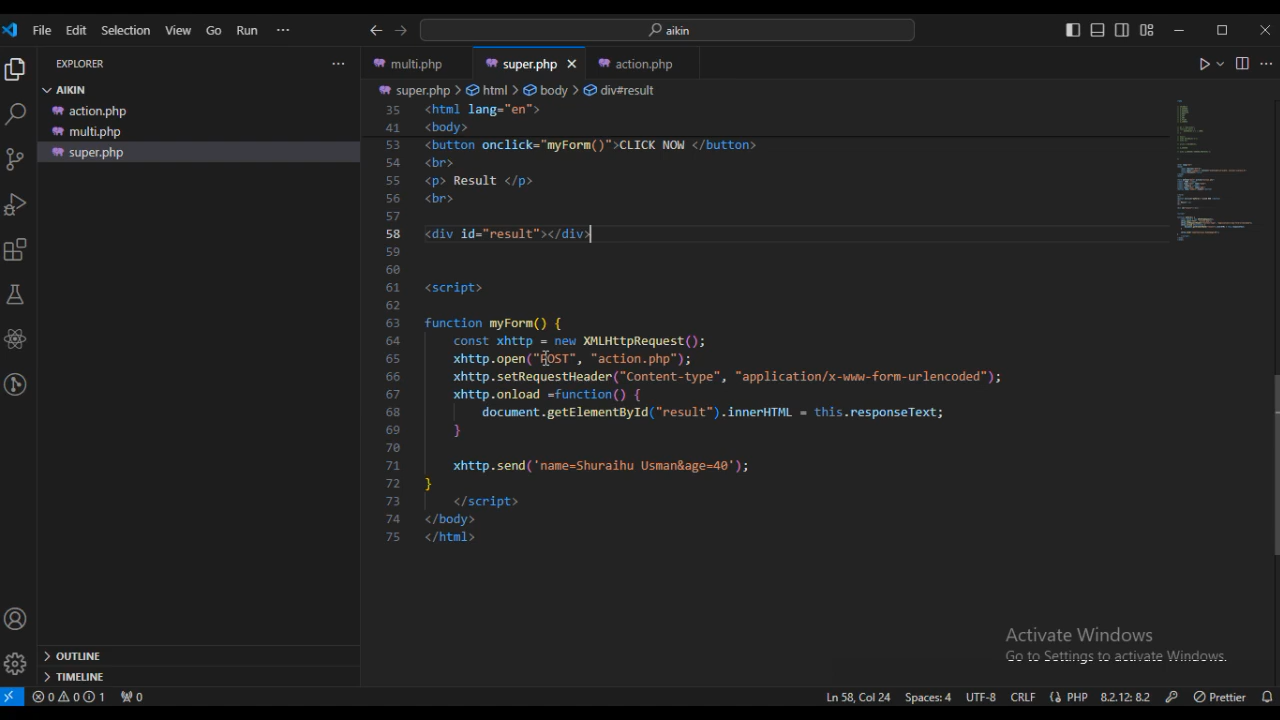 File Edit Selection View Go Run ··· aikin
EXPLORER ···
AIKIN
action.php
multi.php
super.php
OUTLINE
TIMELINE
multi.php super.php action.php
super.php > html > body > div#result
35 <html lang="en">
41 <body>
53 <button onclick="myForm()">CLICK NOW </button>
54 <br>
55 <p> Result </p>
56 <br>
57
58 <div id="result"></div>
59
60
61 <script>
62
63 function myForm() {
64 const xhttp = new XMLHttpRequest();
65 xhttp.open("POST", "action.php");
66 xhttp.setRequestHeader("Content-type", "application/x-www-form-urlencoded");
67 xhttp.onload =function() {
68 document.getElementById("result").innerHTML = this.responseText;
69 }
70
71 xhttp.send('name=Shuraihu Usman&age=40');
72 }
73 </script>
74 </body>
75 </html>
Activate Windows
Go to Settings to activate Windows.
0 0 1 0 Ln 58, Col 24 Spaces: 4 UTF-8 CRLF PHP 8.2.12: 8.2 Prettier